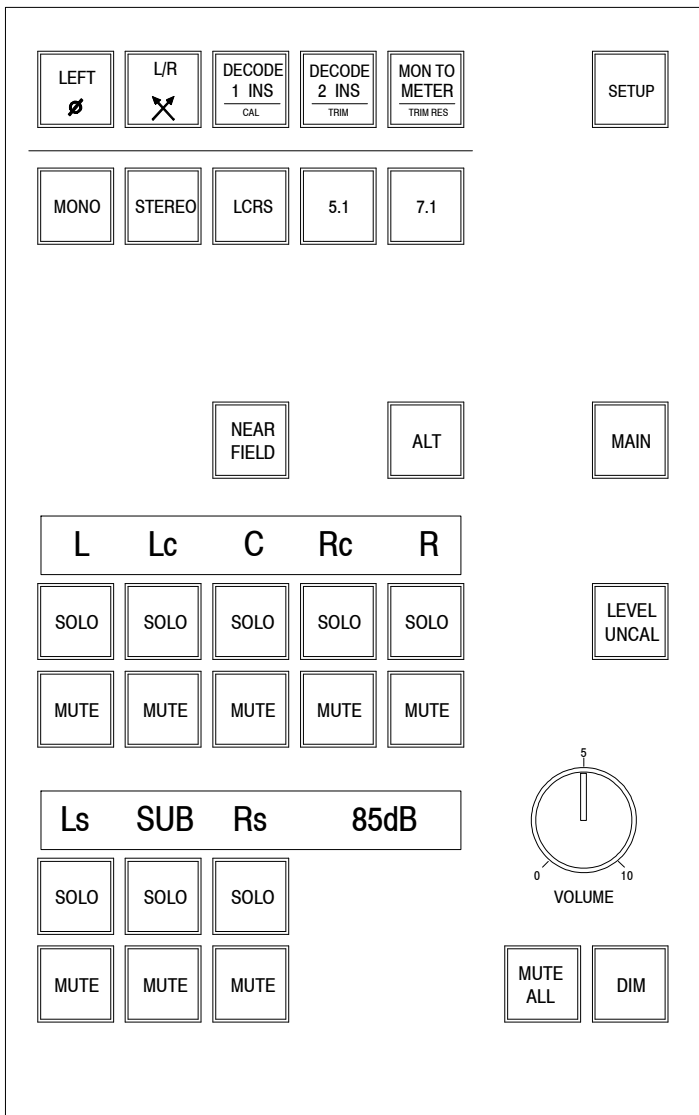 LEFT
ø
L/R
DECODE
1 INS
CAL
DECODE
2 INS
TRIM
MON TO
METER
TRIM RES
SETUP
MONO
STEREO
LCRS
5.1
7.1
NEAR
FIELD
ALT
MAIN
L Lc C Rc R
SOLO SOLO SOLO SOLO SOLO
LEVEL
UNCAL
MUTE MUTE MUTE MUTE MUTE
5
0 10
VOLUME
Ls SUB Rs 85dB
SOLO SOLO SOLO
MUTE MUTE MUTE
MUTE
ALL
DIM